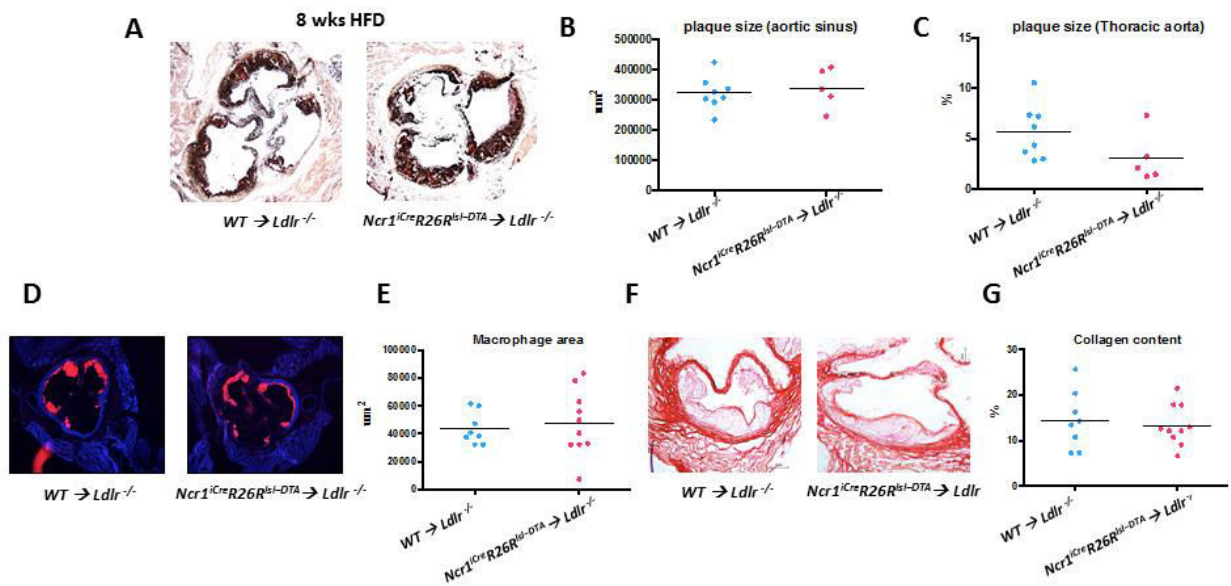 8 wks HFD
A
WT → Ldlr -/-
Ncr1iCreR26Rlsl-DTA → Ldlr -/-
B
plaque size (aortic sinus)
um2
500000
400000
300000
200000
100000
0
WT → Ldlr -/-
Ncr1iCreR26Rlsl-DTA → Ldlr -/-
C
plaque size (Thoracic aorta)
%
15
10
5
0
WT → Ldlr -/-
Ncr1iCreR26Rlsl-DTA → Ldlr -/-
D
WT → Ldlr -/-
Ncr1iCreR26Rlsl-DTA → Ldlr -/-
E
Macrophage area
um2
100000
80000
60000
40000
20000
0
WT → Ldlr -/-
Ncr1iCreR26Rlsl-DTA → Ldlr -/-
F
WT → Ldlr -/-
Ncr1iCreR26Rlsl-DTA → Ldlr
G
Collagen content
%
30
20
10
0
WT → Ldlr -/-
Ncr1iCreR26Rlsl-DTA → Ldlr